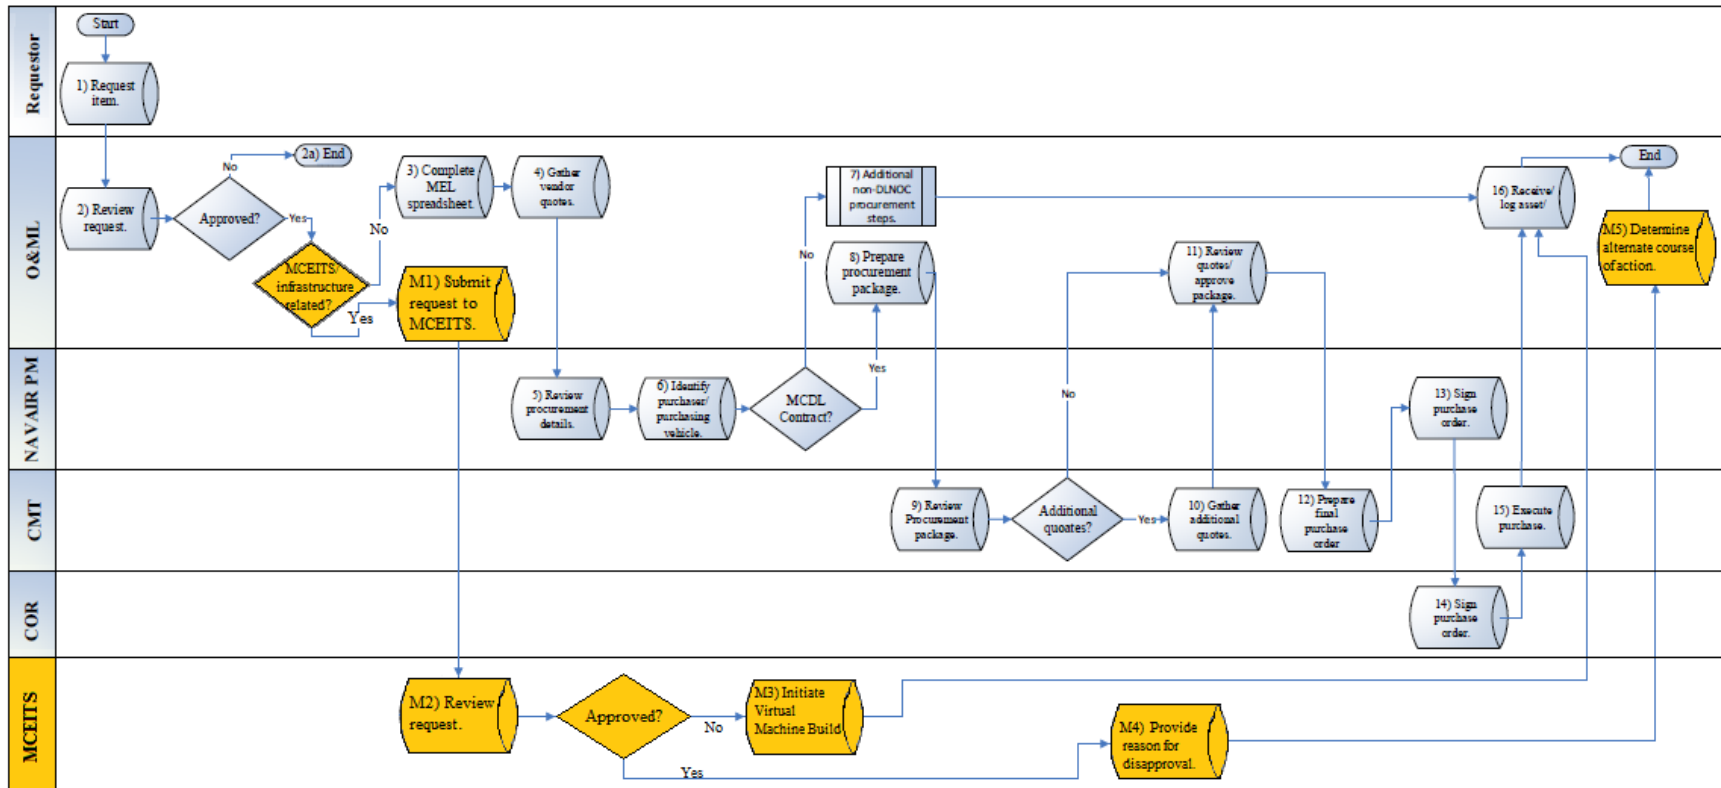 Requestor
Start
1) Request
item.
O&ML
2) Review
request.
Approved?
No
2a) End
Yes
MCEITS/
infrastructure
related?
No
Yes
3) Complete
MEL
spreadsheet.
4) Gather
vendor
quotes.
M1) Submit
request to
MCEITS.
No
7) Additional
non-DLNOC
procurement
steps.
8) Prepare
procurement
package.
11) Review
quotes/
approve
package.
16) Receive/
log asset/
End
M5) Determine
alternate course
of action.
NAVAIR PM
5) Review
procurement
details.
6) Identify
purchaser/
purchasing
vehicle.
MCDL
Contract?
Yes
No
13) Sign
purchase
order.
CMT
9) Review
Procurement
package.
Additional
quoates?
Yes
10) Gather
additional
quotes.
12) Prepare
final
purchase
order
15) Execute
purchase.
COR
14) Sign
purchase
order.
MCEITS
M2) Review
request.
Approved?
No
Yes
M3) Initiate
Virtual
Machine Build
M4) Provide
reason for
disapproval.